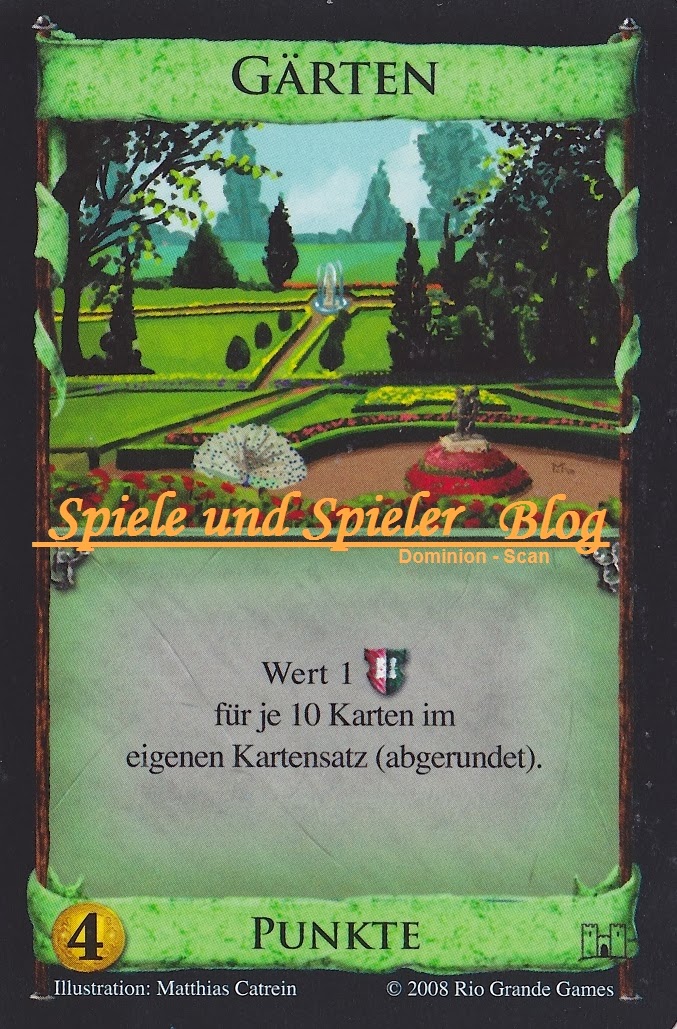 GÄRTEN
Spiele und Spieler Blog
Dominion - Scan
Wert 1
für je 10 Karten im
eigenen Kartensatz (abgerundet).
4 PUNKTE
Illustration: Matthias Catrein © 2008 Rio Grande Games